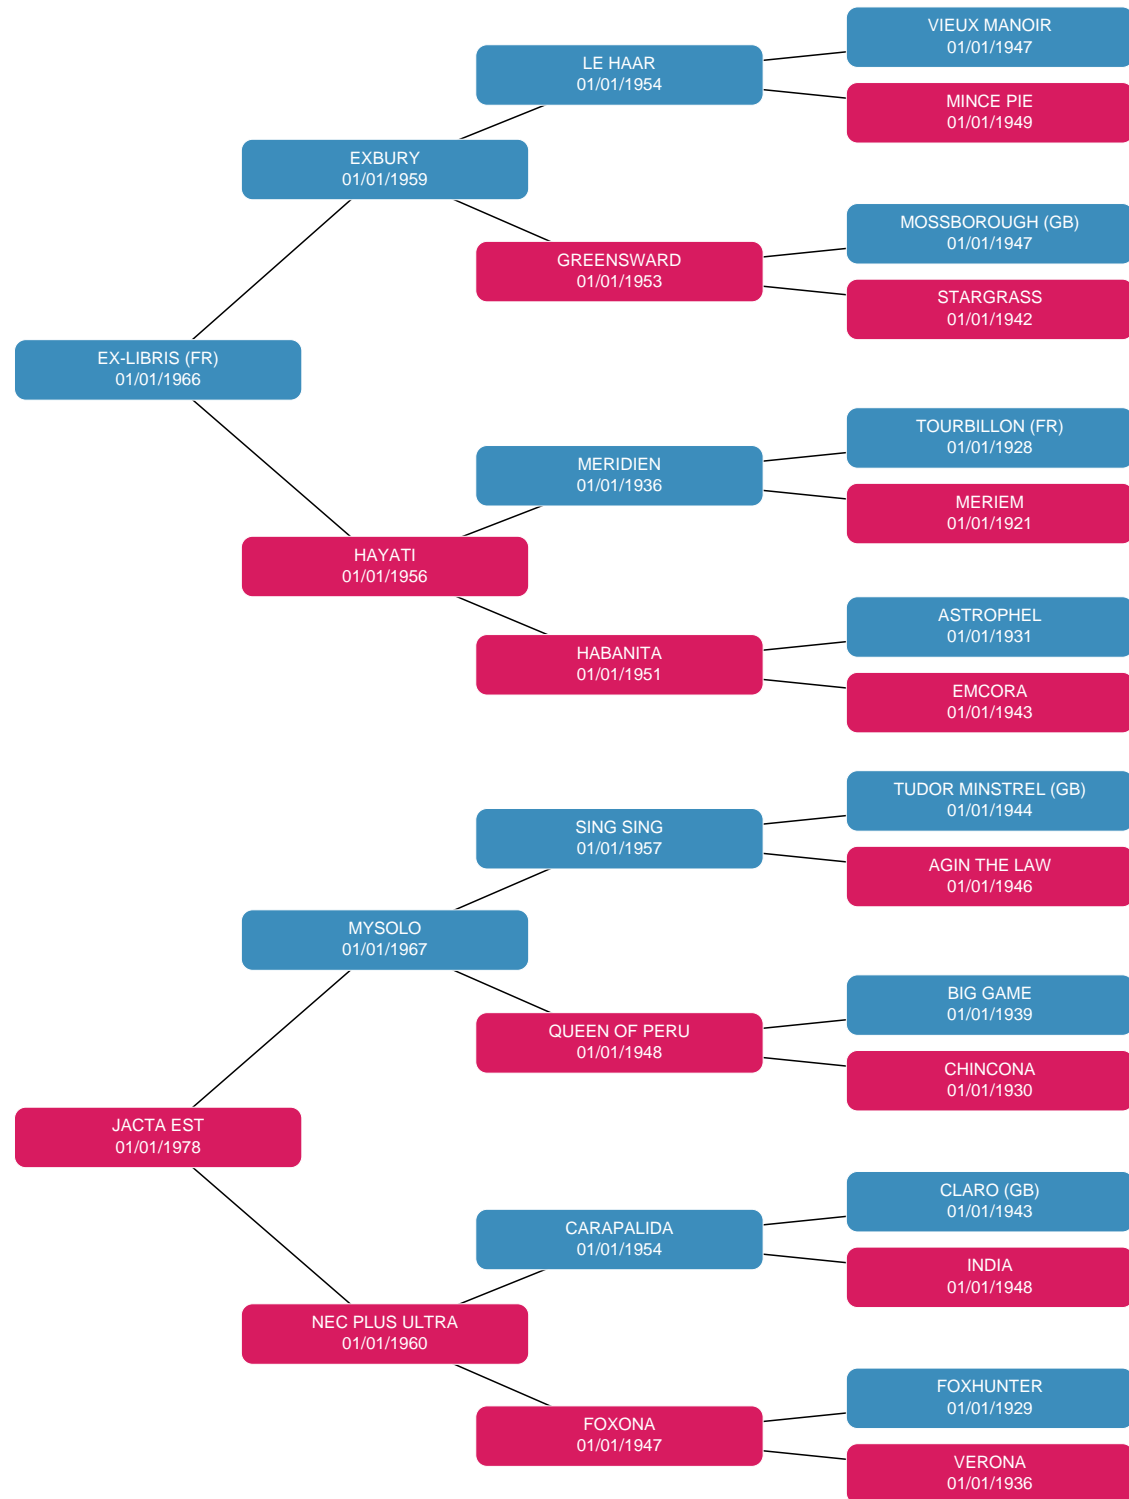 VIEUX MANOIR
01/01/1947
LE HAAR
01/01/1954
MINCE PIE
01/01/1949
EXBURY
01/01/1959
MOSSBOROUGH (GB)
01/01/1947
GREENSWARD
01/01/1953
STARGRASS
01/01/1942
EX-LIBRIS (FR)
01/01/1966
TOURBILLON (FR)
01/01/1928
MERIDIEN
01/01/1936
MERIEM
01/01/1921
HAYATI
01/01/1956
ASTROPHEL
01/01/1931
HABANITA
01/01/1951
EMCORA
01/01/1943
TUDOR MINSTREL (GB)
01/01/1944
SING SING
01/01/1957
AGIN THE LAW
01/01/1946
MYSOLO
01/01/1967
BIG GAME
01/01/1939
QUEEN OF PERU
01/01/1948
CHINCONA
01/01/1930
JACTA EST
01/01/1978
CLARO (GB)
01/01/1943
CARAPALIDA
01/01/1954
INDIA
01/01/1948
NEC PLUS ULTRA
01/01/1960
FOXHUNTER
01/01/1929
FOXONA
01/01/1947
VERONA
01/01/1936